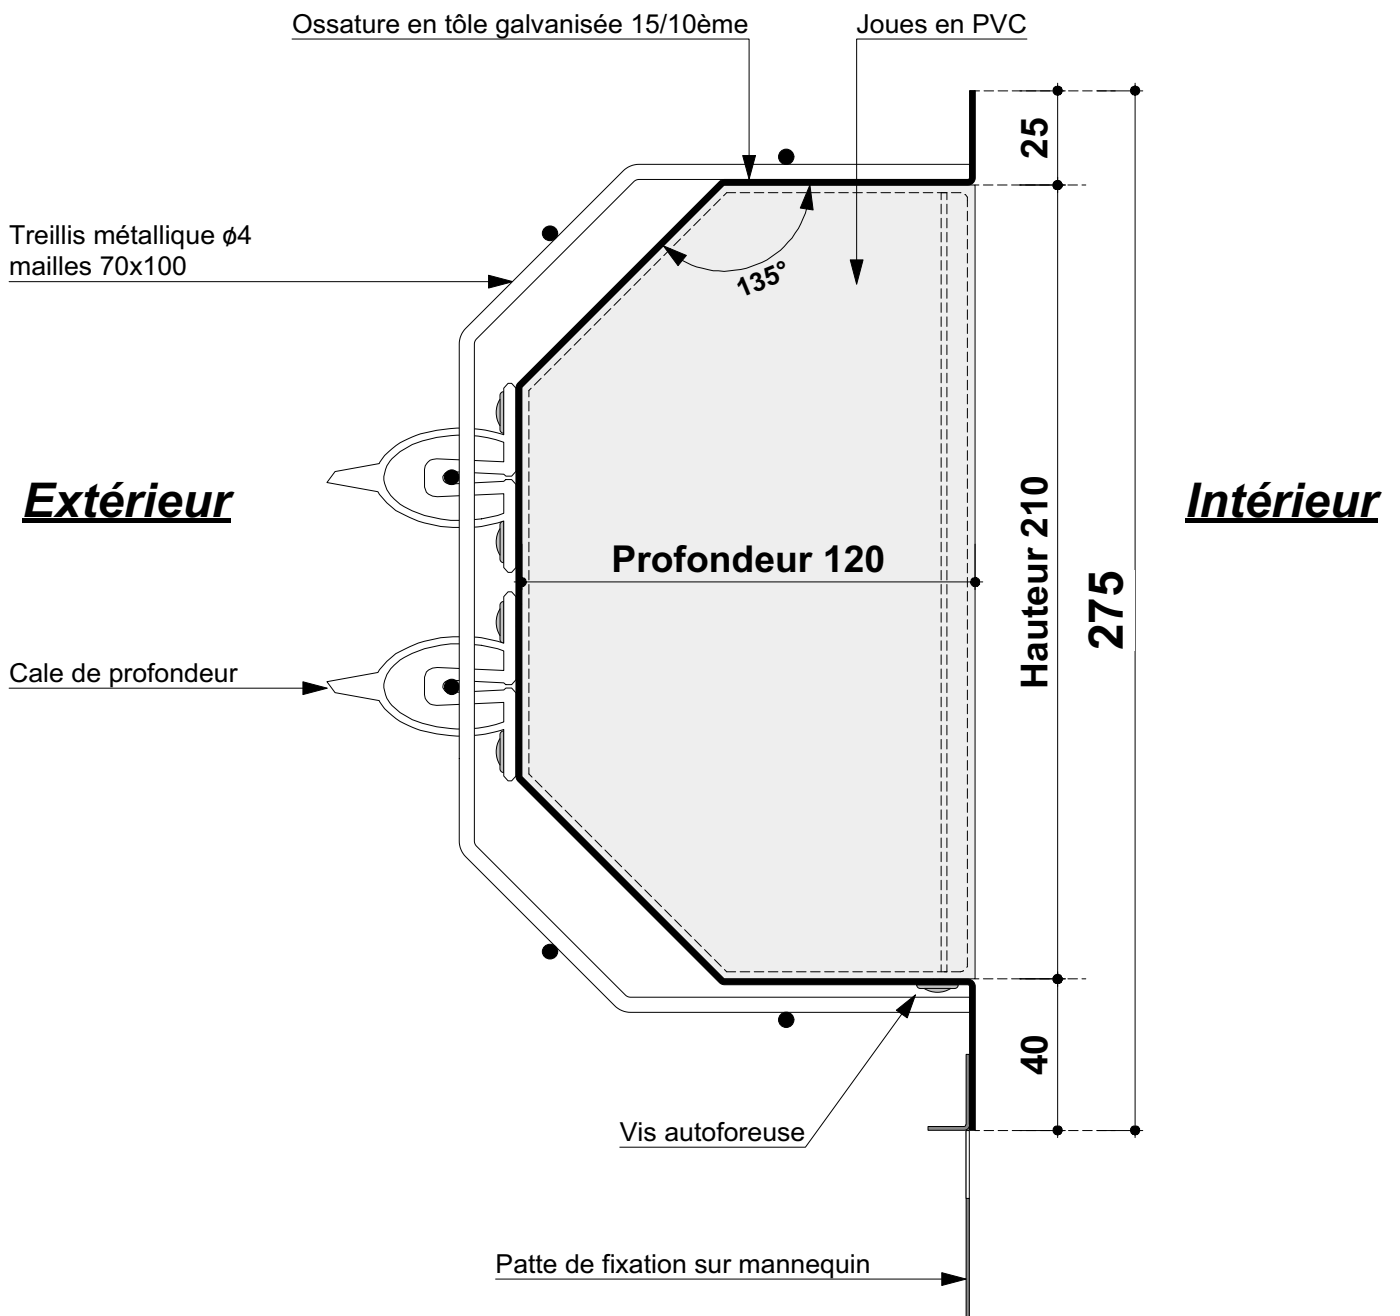 Ossature en tôle galvanisée 15/10ème
Joues en PVC
25
Treillis métallique ø4
mailles 70x100
135°
Extérieur
Intérieur
Profondeur 120
Hauteur 210
275
Cale de profondeur
40
Vis autoforeuse
Patte de fixation sur mannequin